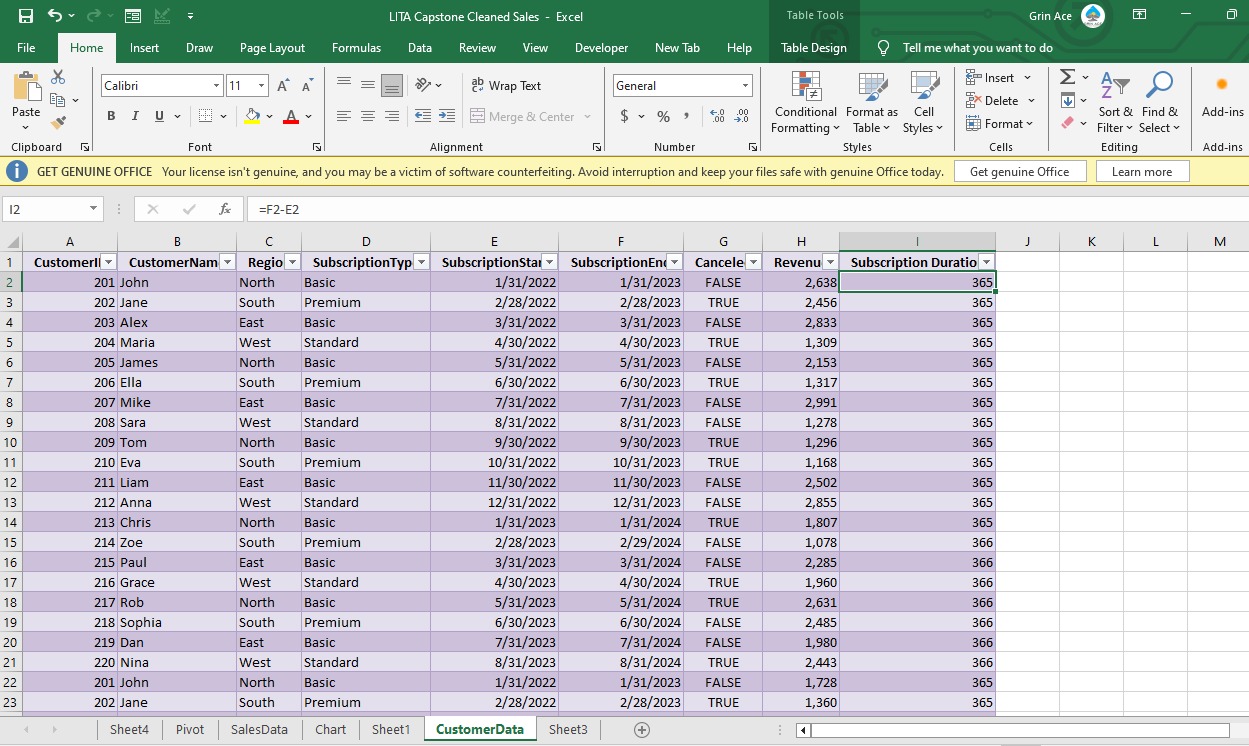 LITA Capstone Cleaned Sales - Excel
Table Tools
Grin Ace
File Home Insert Draw Page Layout Formulas Data Review View Developer New Tab Help Table Design Tell me what you want to do
Calibri 11 Wrap Text General Insert
Paste B I U Merge & Center $ % , Conditional Formatting Format as Table Cell Styles Delete Sort & Filter Find & Select Add-ins
Format
Clipboard Font Alignment Number Styles Cells Editing Add-ins
GET GENUINE OFFICE Your license isn't genuine, and you may be a victim of software counterfeiting. Avoid interruption and keep your files safe with genuine Office today. Get genuine Office Learn more
I2 fx =F2-E2
A B C D E F G H I J K L M
1 CustomerI CustomerNam Regio SubscriptionTyp SubscriptionStar SubscriptionEn Cancele Revenu Subscription Duratio
2 201 John North Basic 1/31/2022 1/31/2023 FALSE 2,638 365
3 202 Jane South Premium 2/28/2022 2/28/2023 TRUE 2,456 365
4 203 Alex East Basic 3/31/2022 3/31/2023 FALSE 2,833 365
5 204 Maria West Standard 4/30/2022 4/30/2023 TRUE 1,309 365
6 205 James North Basic 5/31/2022 5/31/2023 FALSE 2,153 365
7 206 Ella South Premium 6/30/2022 6/30/2023 TRUE 1,317 365
8 207 Mike East Basic 7/31/2022 7/31/2023 FALSE 2,991 365
9 208 Sara West Standard 8/31/2022 8/31/2023 FALSE 1,278 365
10 209 Tom North Basic 9/30/2022 9/30/2023 TRUE 1,296 365
11 210 Eva South Premium 10/31/2022 10/31/2023 TRUE 1,168 365
12 211 Liam East Basic 11/30/2022 11/30/2023 FALSE 2,502 365
13 212 Anna West Standard 12/31/2022 12/31/2023 FALSE 2,855 365
14 213 Chris North Basic 1/31/2023 1/31/2024 TRUE 1,807 365
15 214 Zoe South Premium 2/28/2023 2/29/2024 FALSE 1,078 366
16 215 Paul East Basic 3/31/2023 3/31/2024 FALSE 2,285 366
17 216 Grace West Standard 4/30/2023 4/30/2024 TRUE 1,960 366
18 217 Rob North Basic 5/31/2023 5/31/2024 TRUE 2,631 366
19 218 Sophia South Premium 6/30/2023 6/30/2024 FALSE 2,485 366
20 219 Dan East Basic 7/31/2023 7/31/2024 FALSE 1,980 366
21 220 Nina West Standard 8/31/2023 8/31/2024 TRUE 2,443 366
22 201 John North Basic 1/31/2022 1/31/2023 FALSE 1,728 365
23 202 Jane South Premium 2/28/2022 2/28/2023 TRUE 1,360 365
Sheet4 Pivot SalesData Chart Sheet1 CustomerData Sheet3